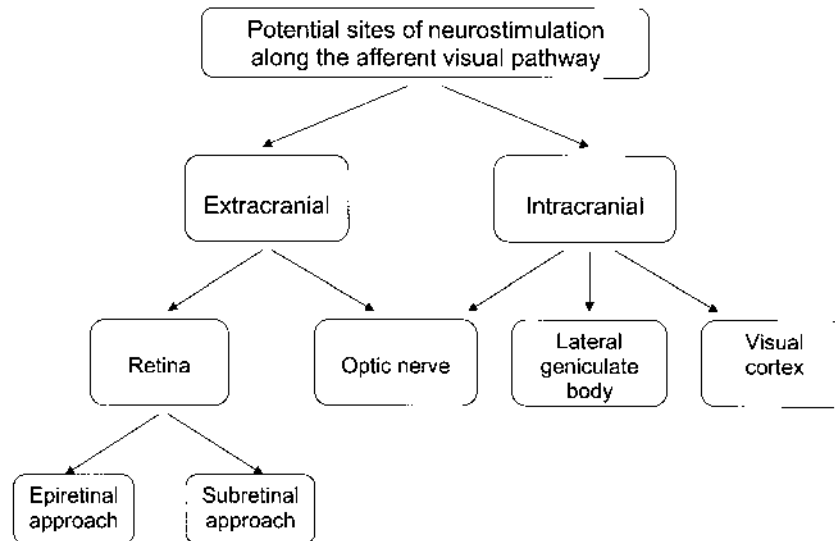 Potential sites of neurostimulation
along the afferent visual pathway
Extracranial
Intracranial
Retina
Optic nerve
Lateral
geniculate
body
Visual
cortex
Epiretinal
approach
Subretinal
approach